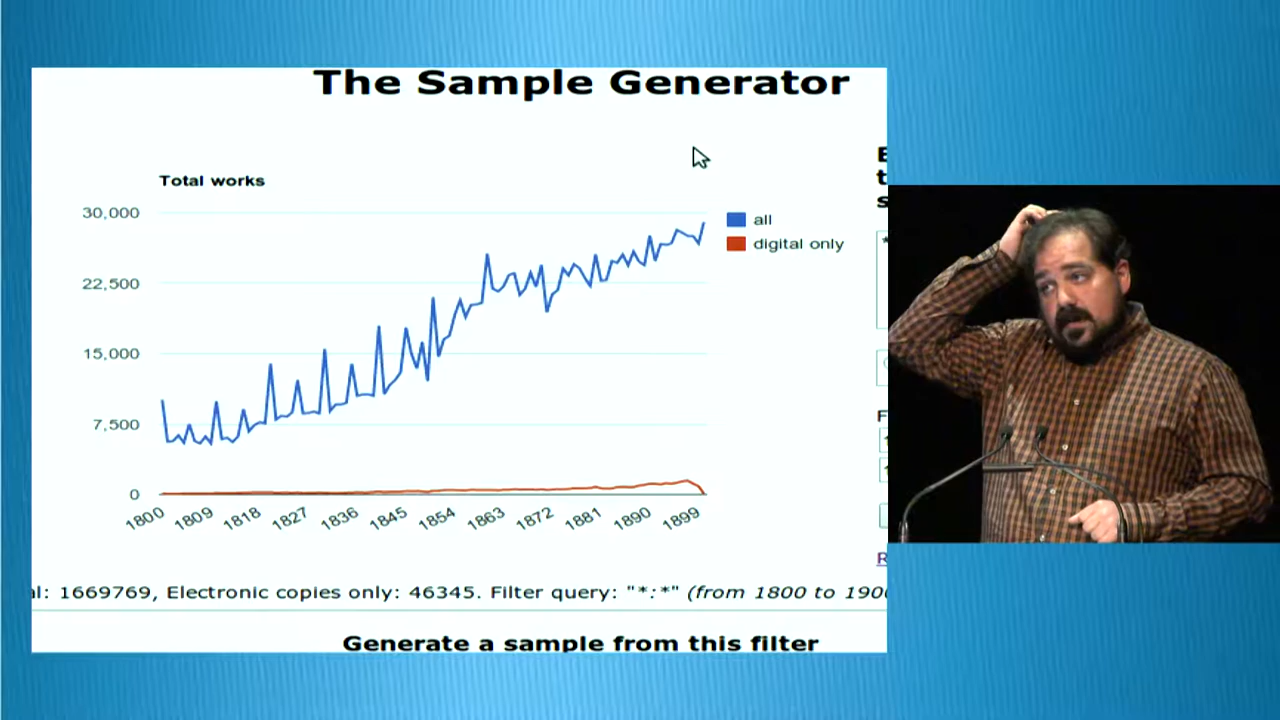 The Sample Generator
Total works
30,000
22,500
15,000
7,500
0
all
digital only
1800 1809 1818 1827 1836 1845 1854 1863 1872 1881 1890 1899
al: 1669769, Electronic copies only: 46345. Filter query: "*:*" (from 1800 to 190
Generate a sample from this filter
E
t
s
*
F
R